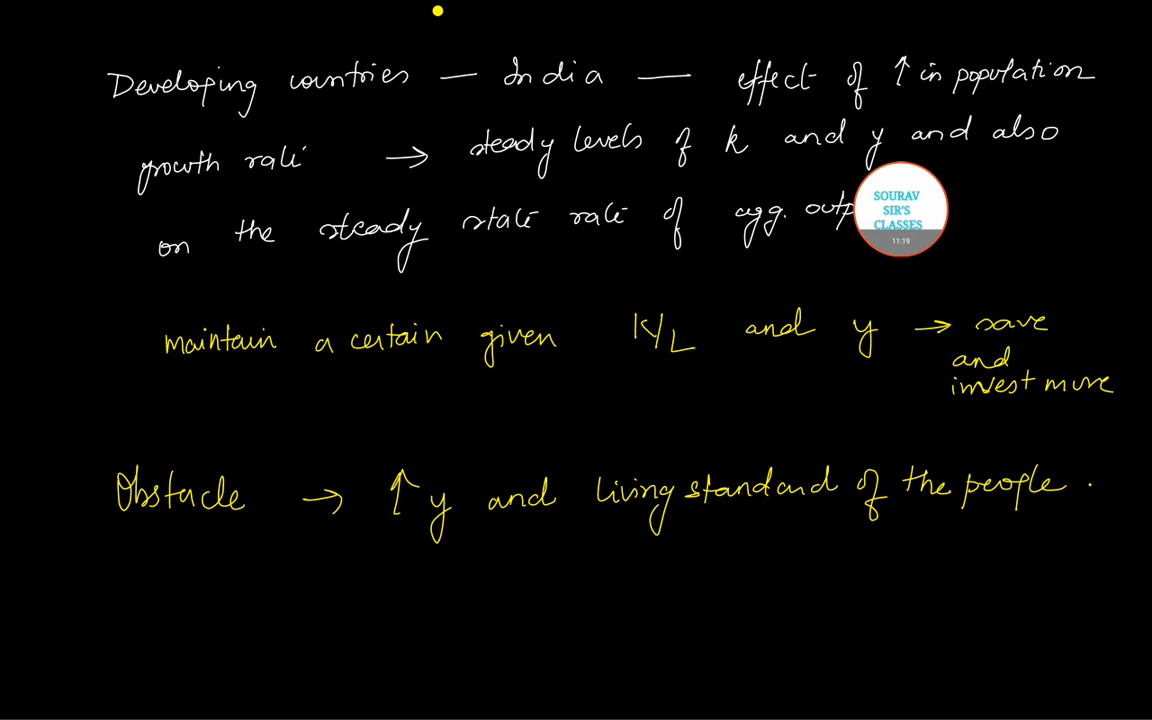 Developing countries — India — effect of ↑ in population
growth rate → steady levels of k and y and also
on the steady state rate of agg. outp
SOURAV
SIR'S
CLASSES
11:19
maintain a certain given K/L and y → save
and
invest more
Obstacle → ↑ y and living standard of the people.